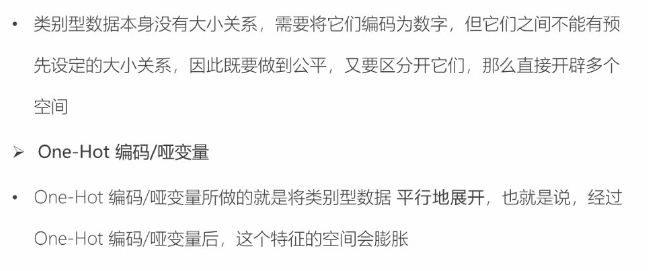 • 类别型数据本身没有大小关系，需要将它们编码为数字，但它们之间不能有预
先设定的大小关系，因此既要做到公平，又要区分开它们，那么直接开辟多个
空间
➢ One-Hot 编码/哑变量
• One-Hot 编码/哑变量所做的就是将类别型数据 平行地展开，也就是说，经过
One-Hot 编码/哑变量后，这个特征的空间会膨胀